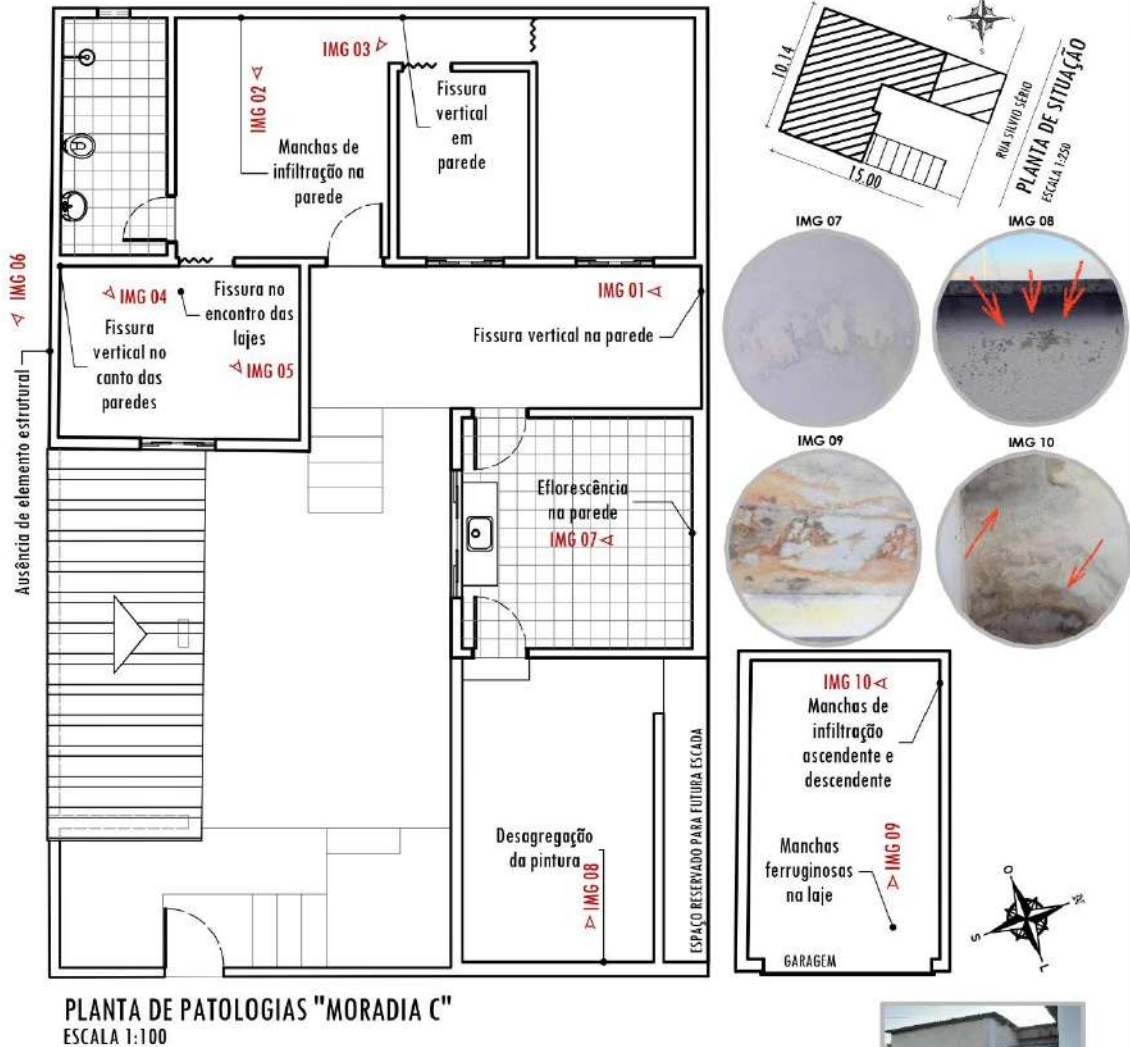 IMG 03
IMG 02
Fissura
vertical
em
parede
Manchas de
infiltração na
parede
IMG 06
IMG 04
Fissura
vertical no
canto das
paredes
Fissura no
encontro das
lajes
IMG 05
IMG 01
Fissura vertical na parede
Ausência de elemento estrutural
Eflorescência
na parede
IMG 07
Desagregação
da pintura
IMG 08
ESPAÇO RESERVADO PARA FUTURA ESCADA
PLANTA DE PATOLOGIAS "MORADIA C"
ESCALA 1:100
10.14
15.00
S
L
RUA SILVIO SÉRIO
PLANTA DE SITUAÇÃO
ESCALA 1:250
IMG 07
IMG 08
IMG 09
IMG 10
IMG 10
Manchas de
infiltração
ascendente e
descendente
Manchas
ferruginosas
na laje
IMG 09
GARAGEM
O
N
S
L